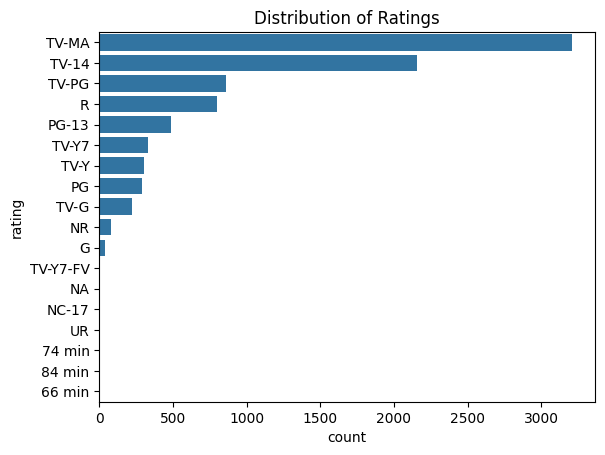 Distribution of Ratings
rating
TV-MA
TV-14
TV-PG
R
PG-13
TV-Y7
TV-Y
PG
TV-G
NR
G
TV-Y7-FV
NA
NC-17
UR
74 min
84 min
66 min
0 500 1000 1500 2000 2500 3000
count